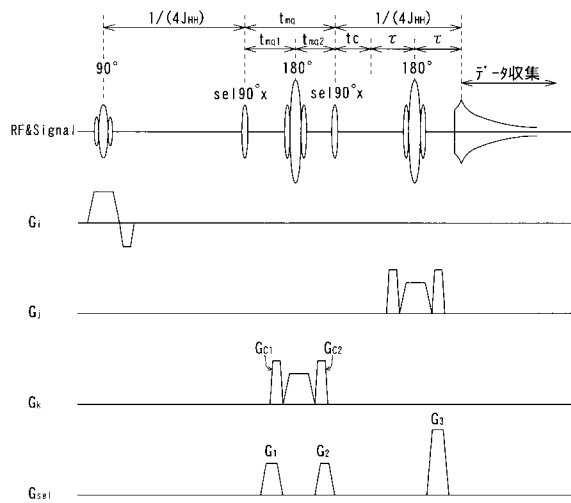 1/(4JHH) tmq 1/(4JHH)
tmq1 tmq2 tc τ τ
90° 180° 180°
sel90°x sel90°x データ収集
RF&Signal
Gi
Gj
GC1 GC2
Gk
G3
G1 G2
Gsel